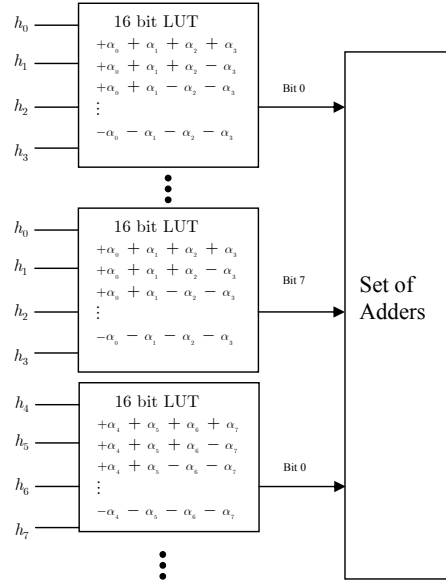 h₀
h₁
h₂
h₃
16 bit LUT
+α₀ + α₁ + α₂ + α₃
+α₀ + α₁ + α₂ − α₃
+α₀ + α₁ − α₂ − α₃
⋮
−α₀ − α₁ − α₂ − α₃
Bit 0
h₀
h₁
h₂
h₃
16 bit LUT
+α₀ + α₁ + α₂ + α₃
+α₀ + α₁ + α₂ − α₃
+α₀ + α₁ − α₂ − α₃
⋮
−α₀ − α₁ − α₂ − α₃
Bit 7
h₄
h₅
h₆
h₇
16 bit LUT
+α₄ + α₅ + α₆ + α₇
+α₄ + α₅ + α₆ − α₇
+α₄ + α₅ − α₆ − α₇
⋮
−α₄ − α₅ − α₆ − α₇
Bit 0
Set of
Adders